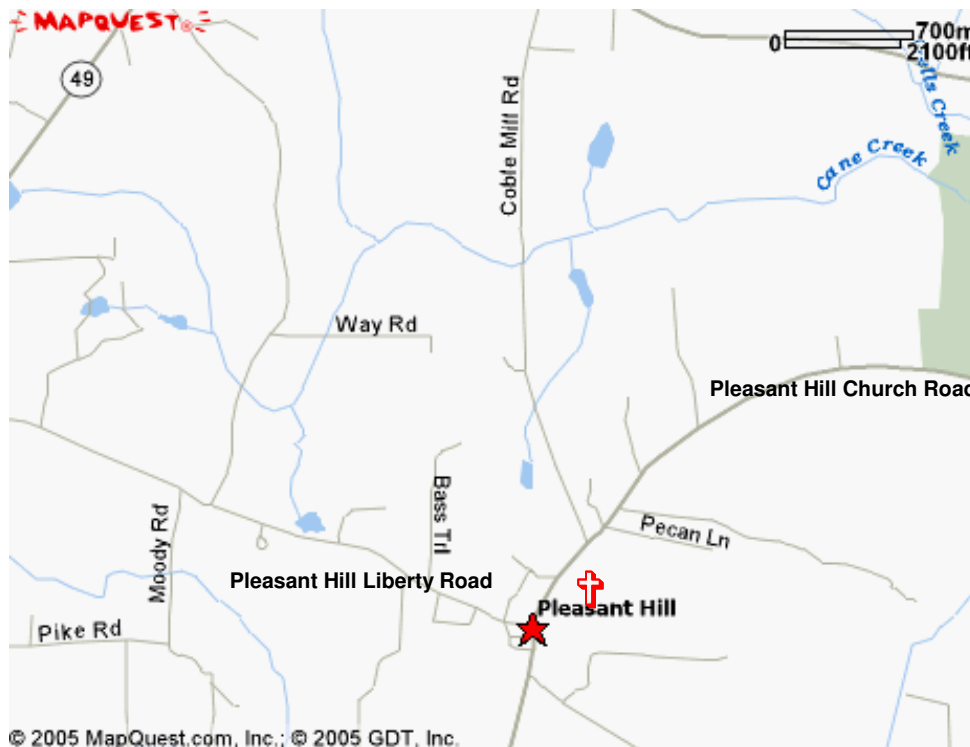 MAPQUEST®
700m
0
2100ft
49
Coble Mill Rd
Cane Creek
Way Rd
Pleasant Hill Church Road
Bass Trl
Moody Rd
Pecan Ln
Pleasant Hill Liberty Road
Pleasant Hill
Pike Rd
© 2005 MapQuest.com, Inc.; © 2005 GDT, Inc.